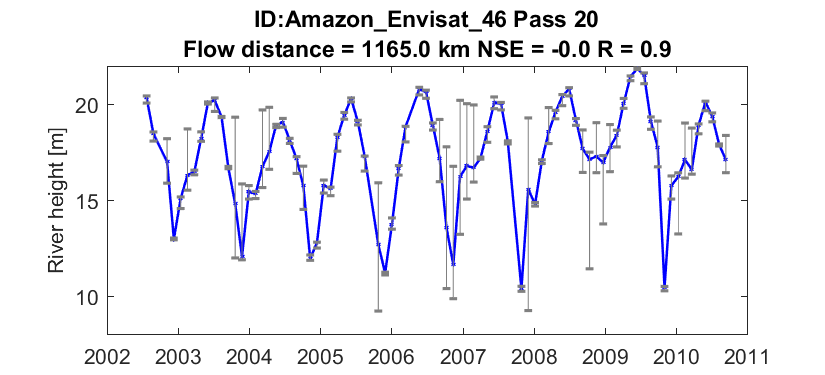 ID:Amazon_Envisat_46 Pass 20
Flow distance = 1165.0 km NSE = -0.0 R = 0.9
20
15
10
River height [m]
2002 2003 2004 2005 2006 2007 2008 2009 2010 2011